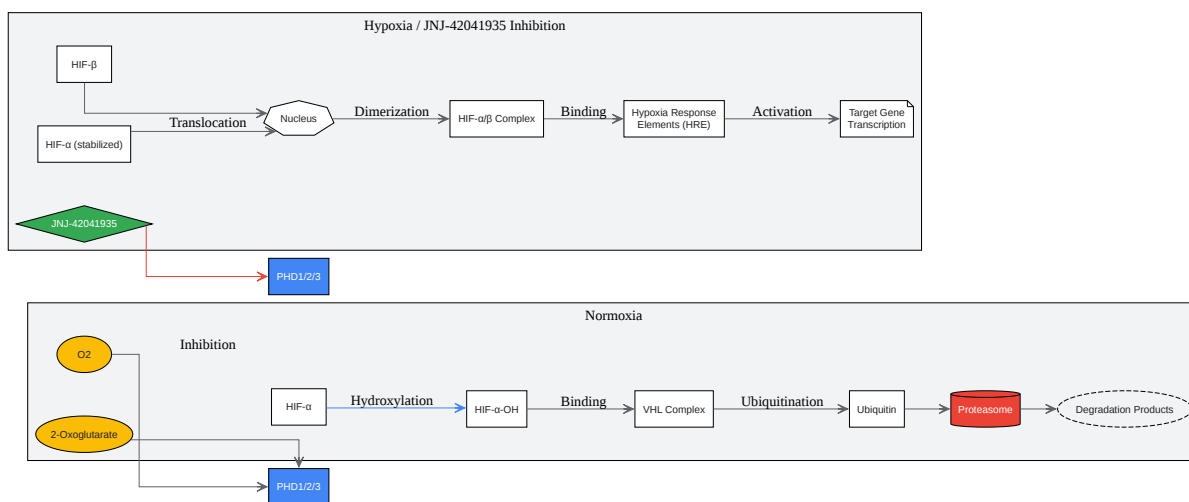 Hypoxia / JNJ-42041935 Inhibition
HIF-β
Translocation
HIF-α (stabilized)
Nucleus
Dimerization
HIF-α/β Complex
Binding
Hypoxia Response
Elements (HRE)
Activation
Target Gene
Transcription
JNJ-42041935
PHD1/2/3
Normoxia
O2
Inhibition
2-Oxoglutarate
HIF-α
Hydroxylation
HIF-α-OH
Binding
VHL Complex
Ubiquitination
Ubiquitin
Proteasome
Degradation Products
PHD1/2/3